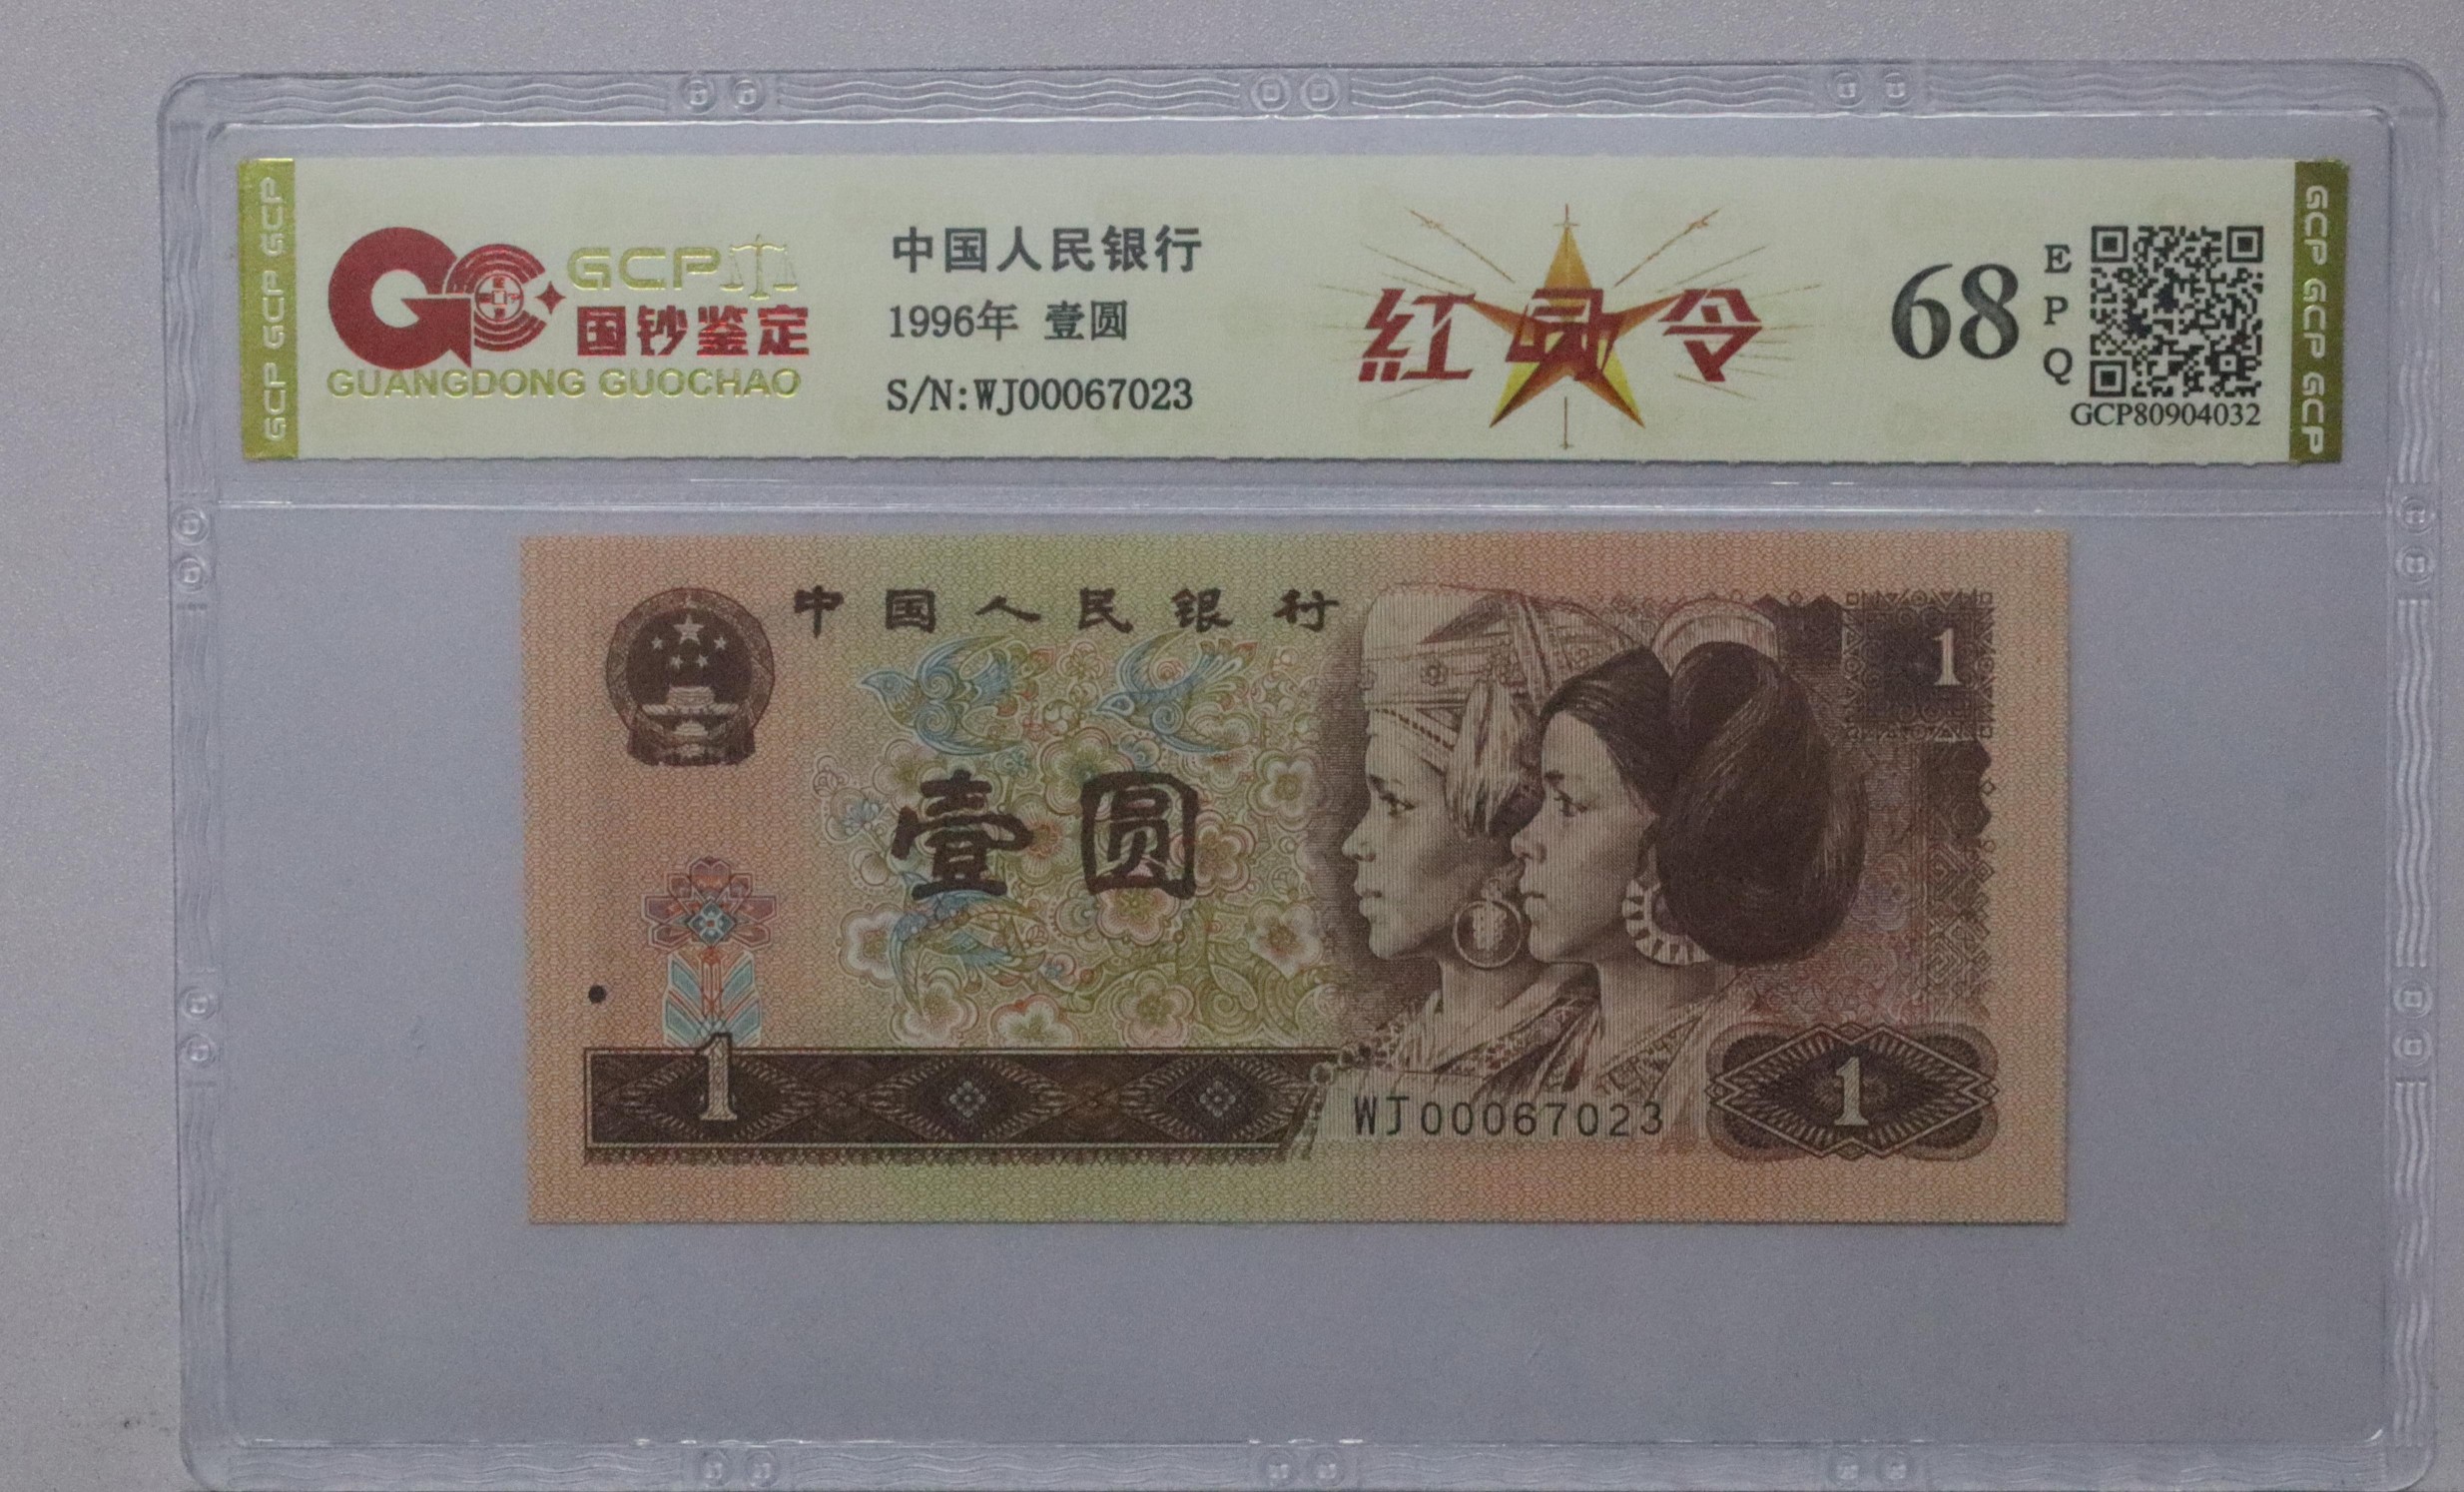 GCP GCP GCP
GCP
国钞鉴定
GUANGDONG GUOCHAO
中国人民银行
1996年 壹圆
S/N:WJ00067023
紅 令
68
E
P
Q
GCP80904032
GCP GCP GCP
中国人民银行
1
壹圆
1
WJ00067023
1